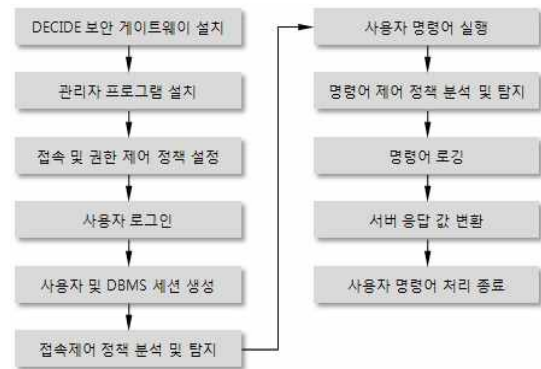 DECIDE 보안 게이트웨이 설치
관리자 프로그램 설치
접속 및 권한 제어 정책 설정
사용자 로그인
사용자 및 DBMS 세션 생성
접속제어 정책 분석 및 탐지
사용자 명령어 실행
명령어 제어 정책 분석 및 탐지
명령어 로깅
서버 응답 값 변환
사용자 명령어 처리 종료